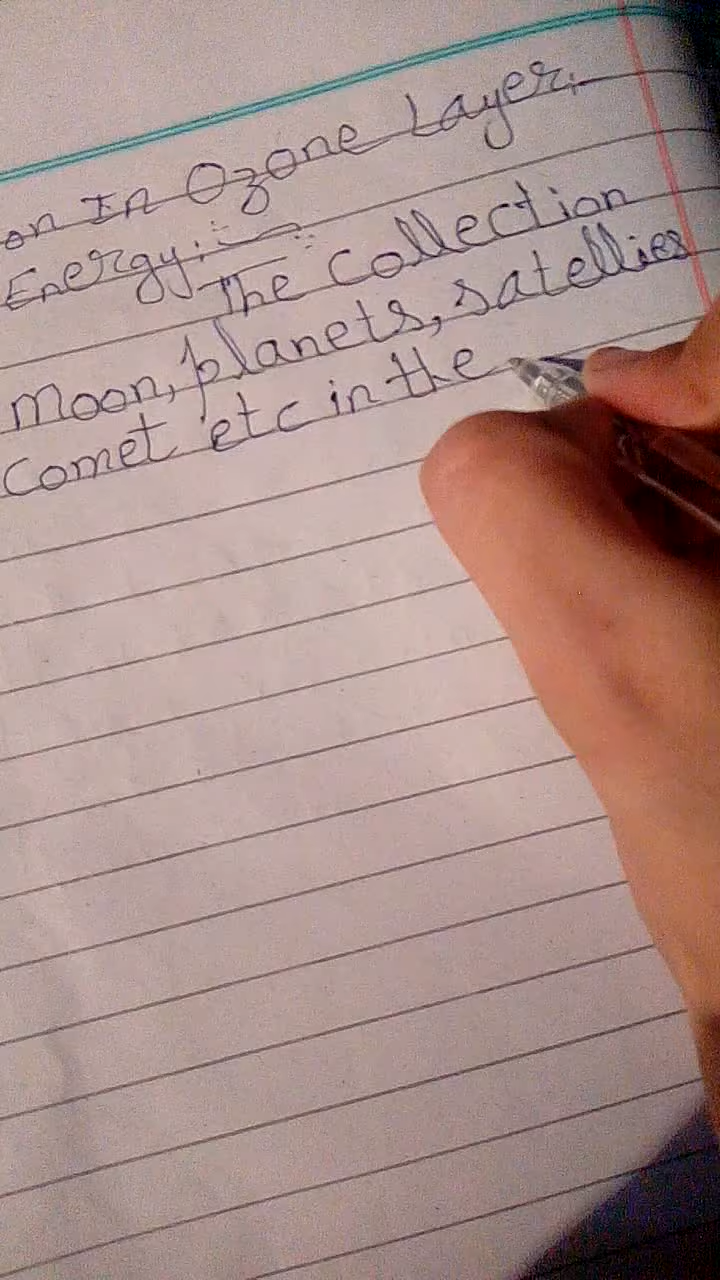 on In Ozone Layer.
Energy:-
The collection
Moon, planets, satellies
Comet etc in the